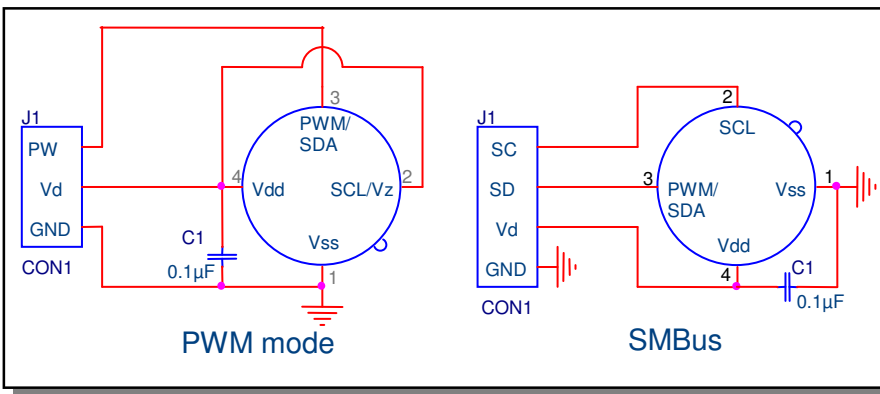 J1
PW
Vd
GND
CON1
3
PWM/
SDA
4
Vdd
SCL/Vz
2
Vss
1
C1
0.1µF
PWM mode
J1
SC
SD
Vd
GND
CON1
2
SCL
3
PWM/
SDA
Vss
1
Vdd
4
C1
0.1µF
SMBus